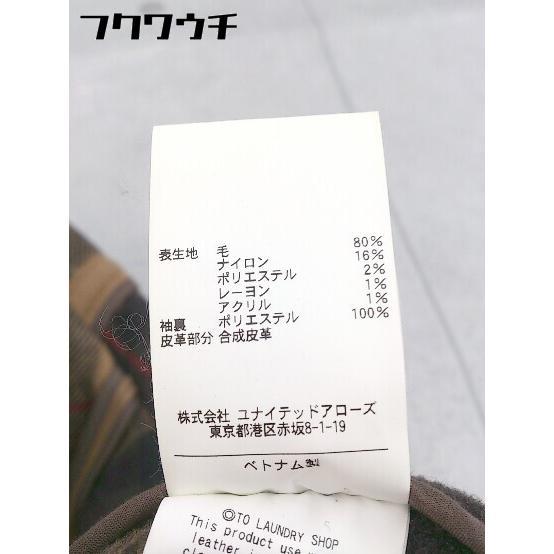 フクワウチ
表生地 毛 80%
ナイロン 16%
ポリエステル 2%
レーヨン 1%
アクリル 1%
袖裏 ポリエステル 100%
皮革部分 合成皮革
株式会社 ユナイテッドアローズ
東京都港区赤坂8-1-19
ベトナム製
◎TO LAUNDRY SHOP
This product use
leather